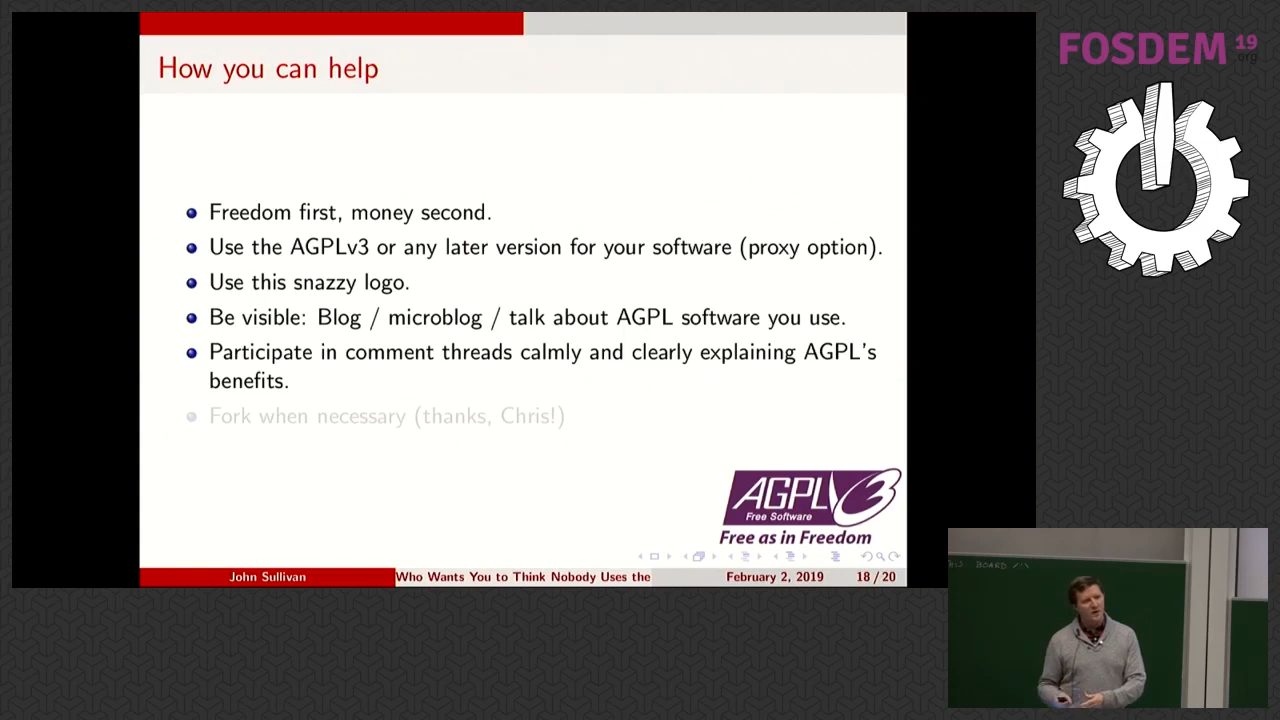 FOSDEM 19
.org
How you can help
Freedom first, money second.
Use the AGPLv3 or any later version for your software (proxy option).
Use this snazzy logo.
Be visible: Blog / microblog / talk about AGPL software you use.
Participate in comment threads calmly and clearly explaining AGPL's
benefits.
Fork when necessary (thanks, Chris!)
AGPLv3
Free Software
Free as in Freedom
John Sullivan
Who Wants You to Think Nobody Uses the
February 2, 2019
18 / 20
BOARD